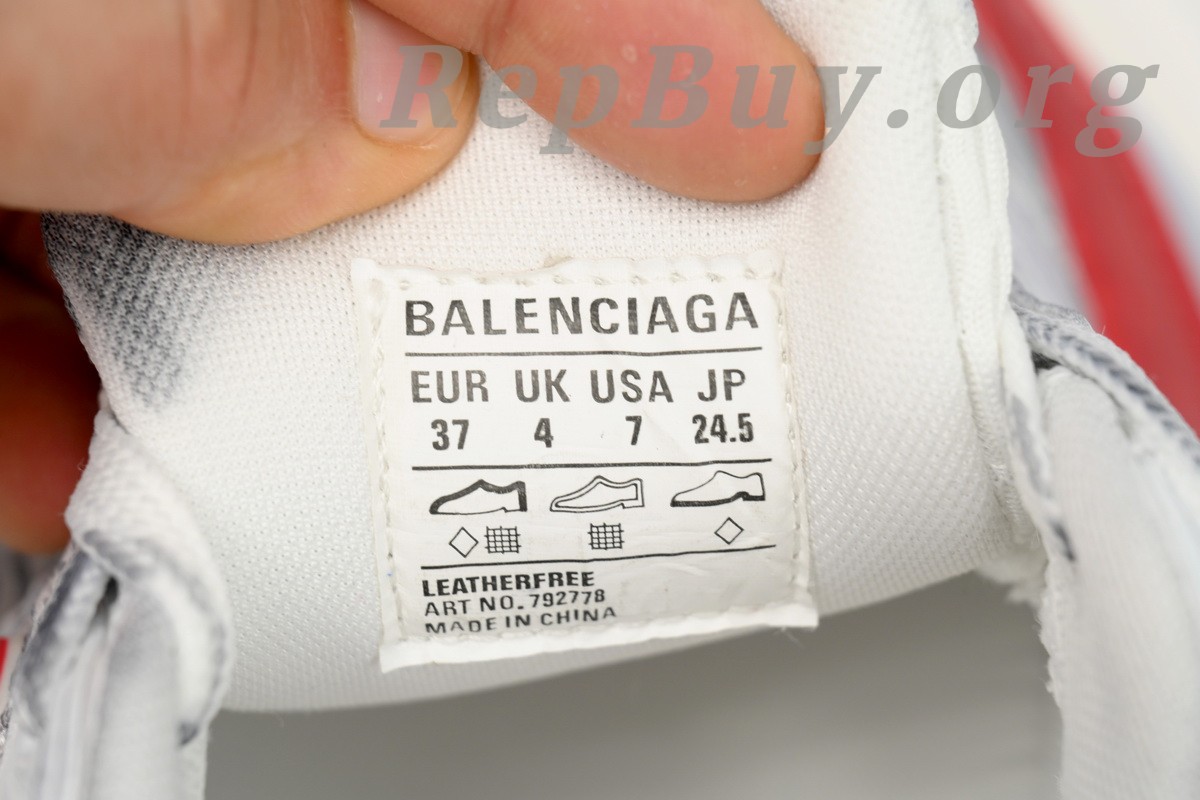 RepBuy.org
BALENCIAGA
EUR UK USA JP
37 4 7 24.5
LEATHERFREE
ART NO. 792778
MADE IN CHINA